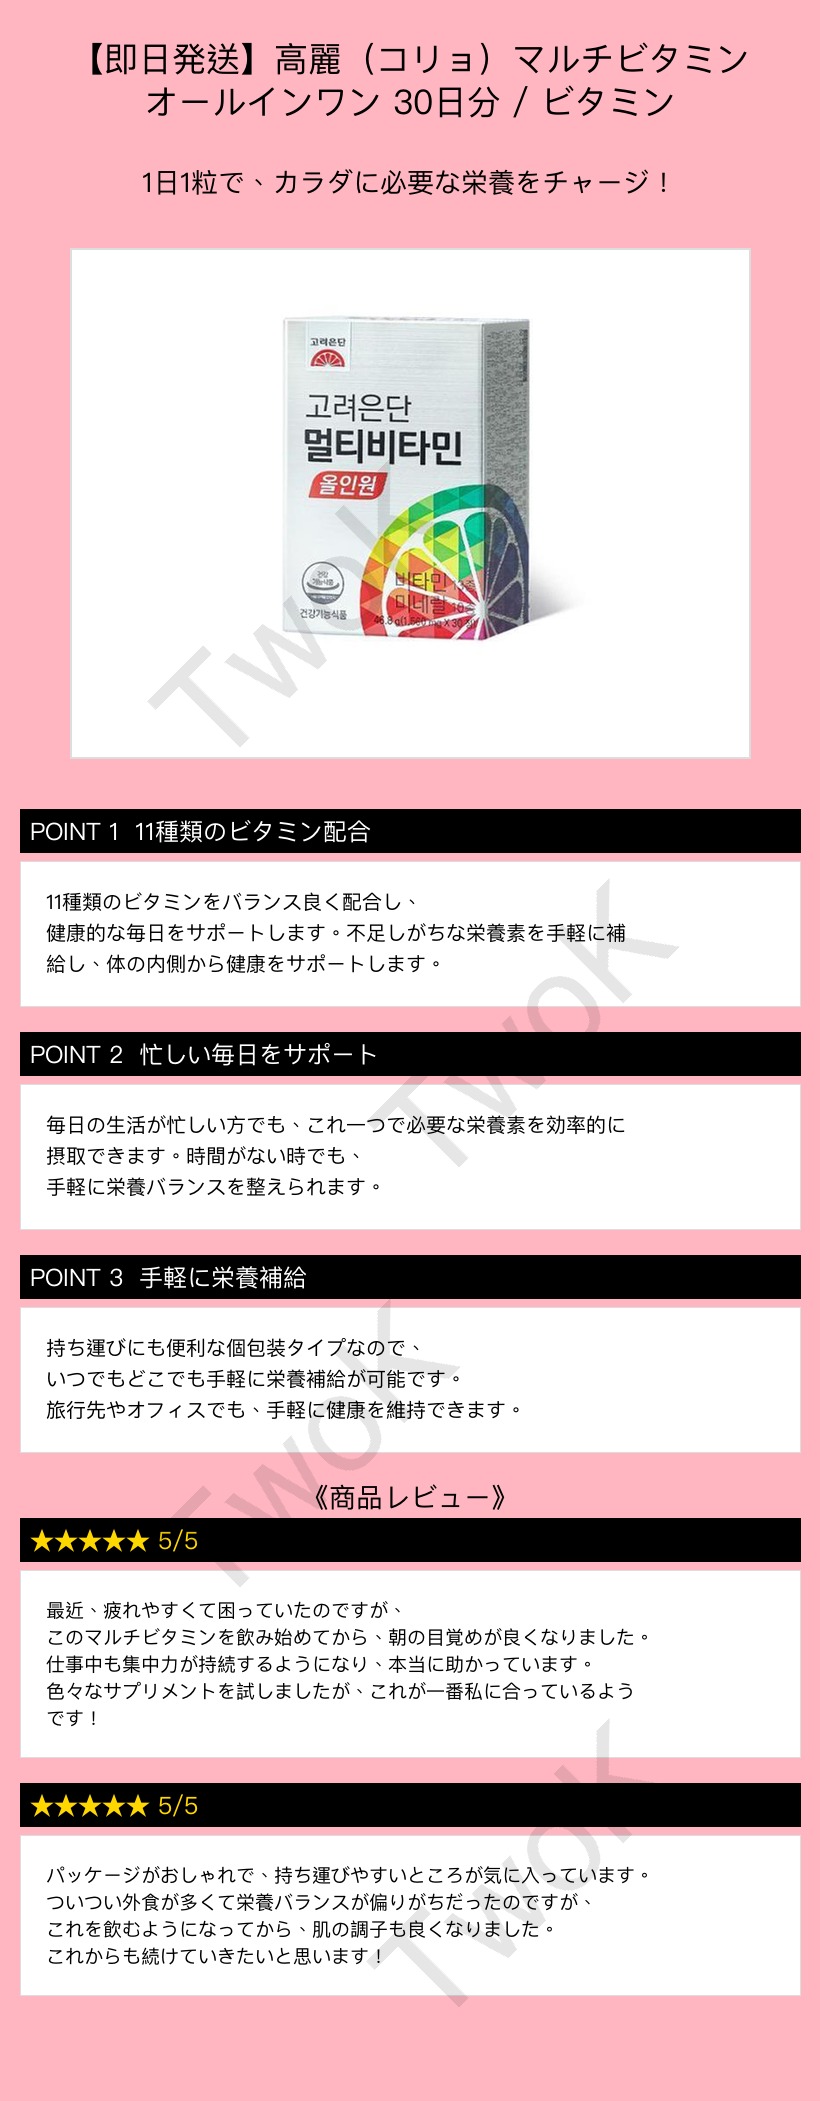 【即日発送】高麗（コリョ）マルチビタミン
オールインワン 30日分 / ビタミン
1日1粒で、カラダに必要な栄養をチャージ！
고려은단
고려은단
멀티비타민
올인원
건강
기능식품
건강기능식품
비타민 11종
미네랄 10종
46.8 g(1,560 mg X 30 정)
TwoK
POINT 1 11種類のビタミン配合
11種類のビタミンをバランス良く配合し、
健康的な毎日をサポートします。不足しがちな栄養素を手軽に補
給し、体の内側から健康をサポートします。
TwoK
POINT 2 忙しい毎日をサポート
毎日の生活が忙しい方でも、これ一つで必要な栄養素を効率的に
摂取できます。時間がない時でも、
手軽に栄養バランスを整えられます。
POINT 3 手軽に栄養補給
持ち運びにも便利な個包装タイプなので、
いつでもどこでも手軽に栄養補給が可能です。
旅行先やオフィスでも、手軽に健康を維持できます。
TwoK
《商品レビュー》
★★★★★ 5/5
最近、疲れやすくて困っていたのですが、
このマルチビタミンを飲み始めてから、朝の目覚めが良くなりました。
仕事中も集中力が持続するようになり、本当に助かっています。
色々なサプリメントを試しましたが、これが一番私に合っているよう
です！
★★★★★ 5/5
パッケージがおしゃれで、持ち運びやすいところが気に入っています。
ついつい外食が多くて栄養バランスが偏りがちだったのですが、
これを飲むようになってから、肌の調子も良くなりました。
これからも続けていきたいと思います！
TwoK